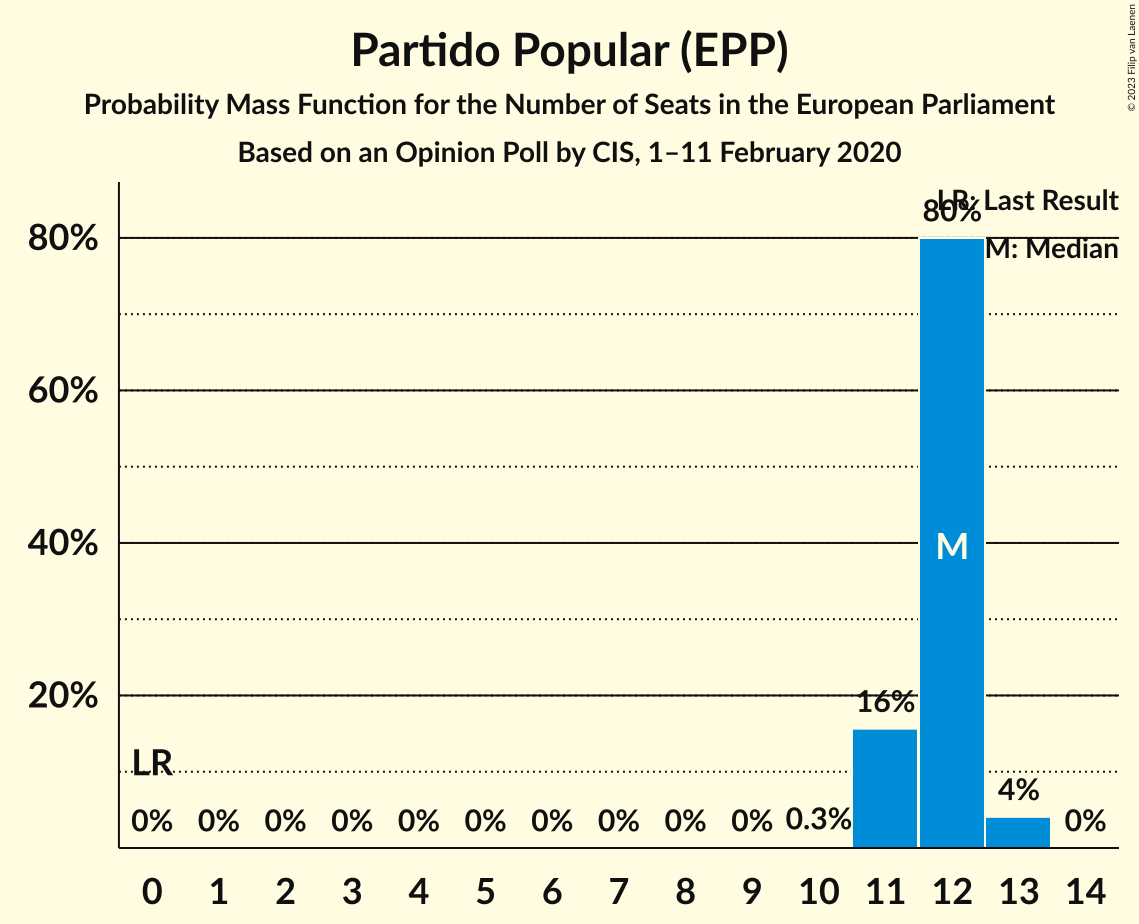 Partido Popular (EPP)
Probability Mass Function for the Number of Seats in the European Parliament
Based on an Opinion Poll by CIS, 1–11 February 2020
© 2023 Filip van Laenen
LR: Last Result
M: Median
80%
60%
40%
20%
LR
M
0% 0% 0% 0% 0% 0% 0% 0% 0% 0% 0.3% 16% 80% 4% 0%
0 1 2 3 4 5 6 7 8 9 10 11 12 13 14